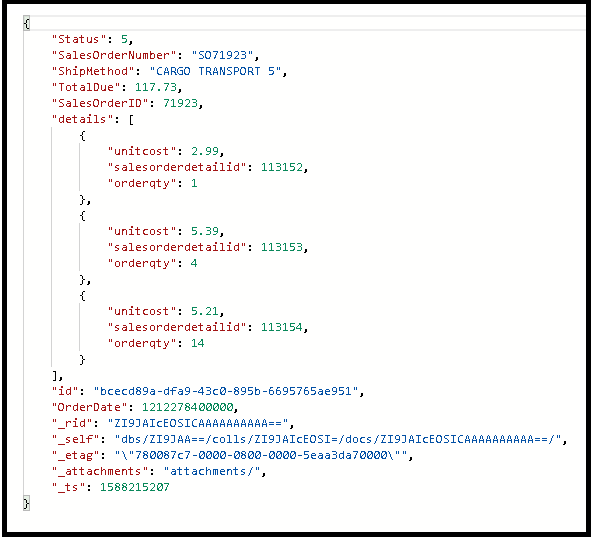 {
"Status": 5,
"SalesOrderNumber": "SO71923",
"ShipMethod": "CARGO TRANSPORT 5",
"TotalDue": 117.73,
"SalesOrderID": 71923,
"details": [
{
"unitcost": 2.99,
"salesorderdetailid": 113152,
"orderqty": 1
},
{
"unitcost": 5.39,
"salesorderdetailid": 113153,
"orderqty": 4
},
{
"unitcost": 5.21,
"salesorderdetailid": 113154,
"orderqty": 14
}
],
"id": "bcecd89a-dfa9-43c0-895b-6695765ae951",
"OrderDate": 1212278400000,
"_rid": "ZI9JAIcEOSICAAAAAAAAAA==",
"_self": "dbs/ZI9JAA==/colls/ZI9JAIcEOSI=/docs/ZI9JAIcEOSICAAAAAAAAAA==/",
"_etag": "\"780087c7-0000-0800-0000-5eaa3da70000\"",
"_attachments": "attachments/",
"_ts": 1588215207
}